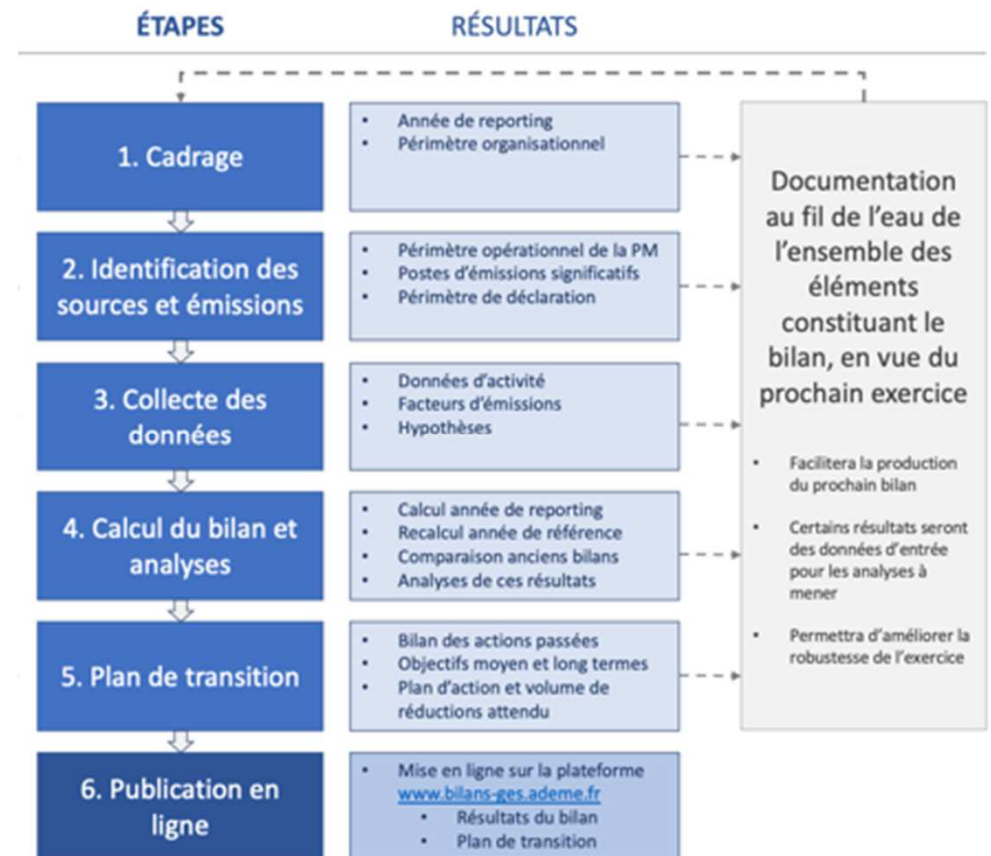 ÉTAPES
RÉSULTATS
1. Cadrage
Année de reporting
Périmètre organisationnel
2. Identification des
sources et émissions
Périmètre opérationnel de la PM
Postes d'émissions significatifs
Périmètre de déclaration
3. Collecte des
données
Données d'activité
Facteurs d'émissions
Hypothèses
4. Calcul du bilan et
analyses
Calcul année de reporting
Recalcul année de référence
Comparaison anciens bilans
Analyses de ces résultats
5. Plan de transition
Bilan des actions passées
Objectifs moyen et long termes
Plan d'action et volume de
réductions attendu
6. Publication en
ligne
Mise en ligne sur la plateforme
www.bilans-ges.ademe.fr
Résultats du bilan
Plan de transition
Documentation
au fil de l'eau de
l'ensemble des
éléments
constituant le
bilan, en vue du
prochain exercice
Facilitera la production
du prochain bilan
Certains résultats seront
des données d'entrée
pour les analyses à
mener
Permettra d'améliorer la
robustesse de l'exercice